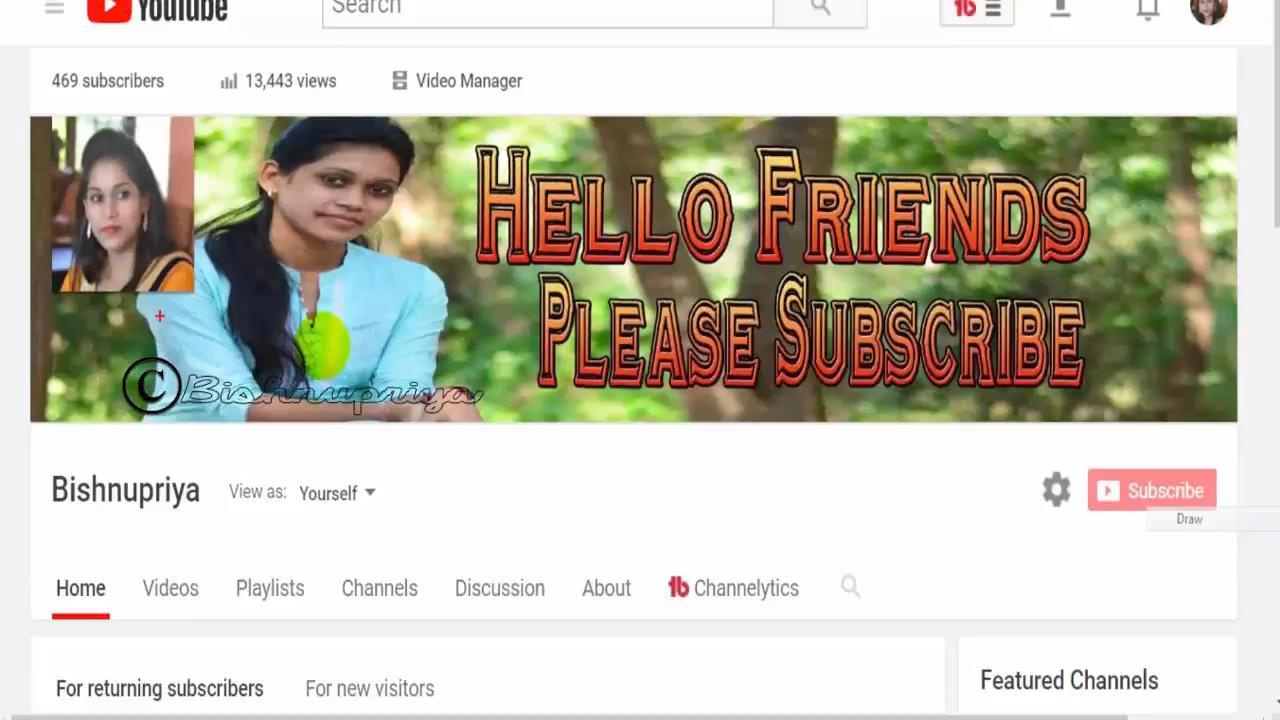 YouTube
Search
469 subscribers 13,443 views Video Manager
HELLO FRIENDS
PLEASE SUBSCRIBE
©Bishnupriya
Bishnupriya View as: Yourself Subscribe
Draw
Home Videos Playlists Channels Discussion About tb Channelytics
For returning subscribers For new visitors
Featured Channels